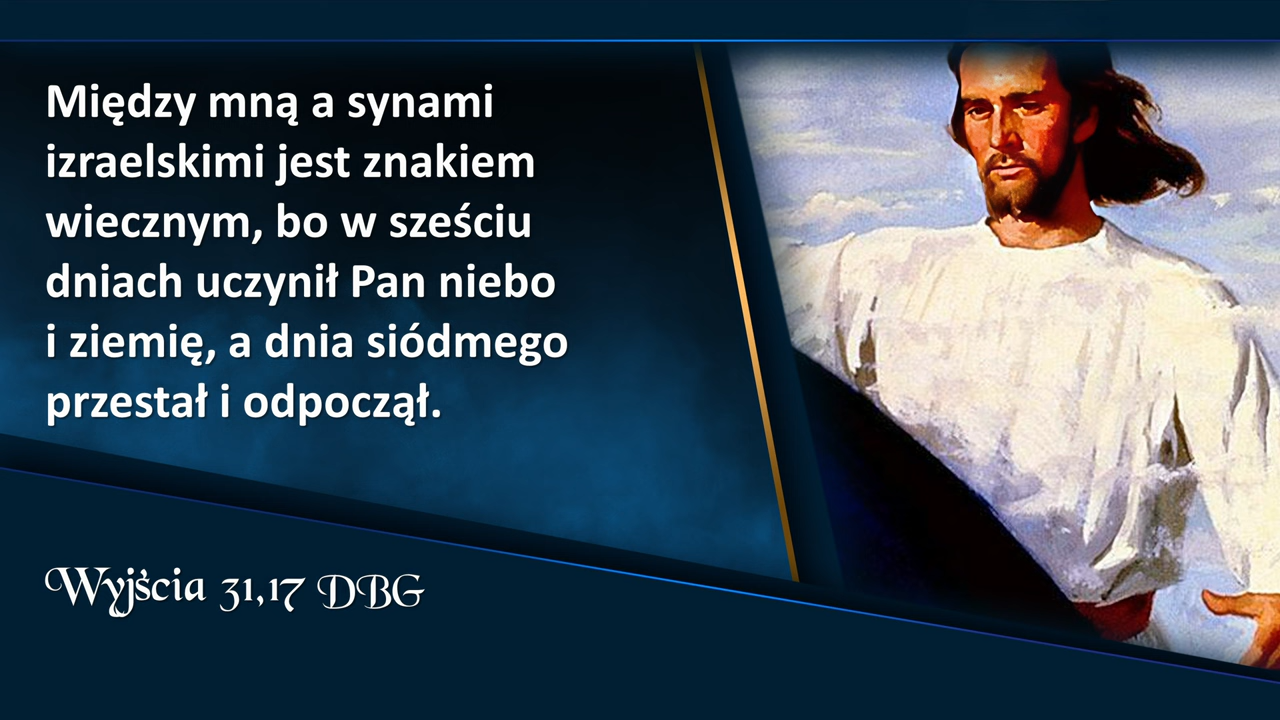 Między mną a synami
izraelskimi jest znakiem
wiecznym, bo w sześciu
dniach uczynił Pan niebo
i ziemię, a dnia siódmego
przestał i odpoczął.
Wyjścia 31,17 DBG